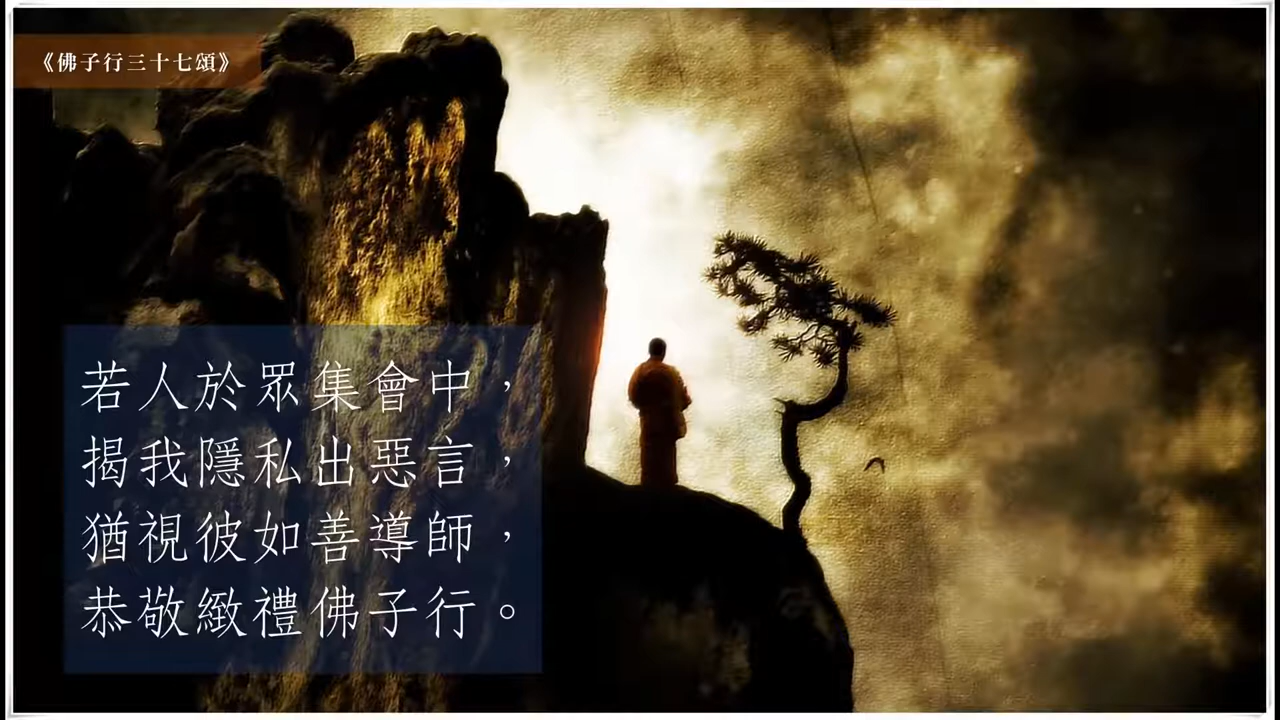 《佛子行三十七頌》
若人於眾集會中，
揭我隱私出惡言，
猶視彼如善導師，
恭敬緻禮佛子行。